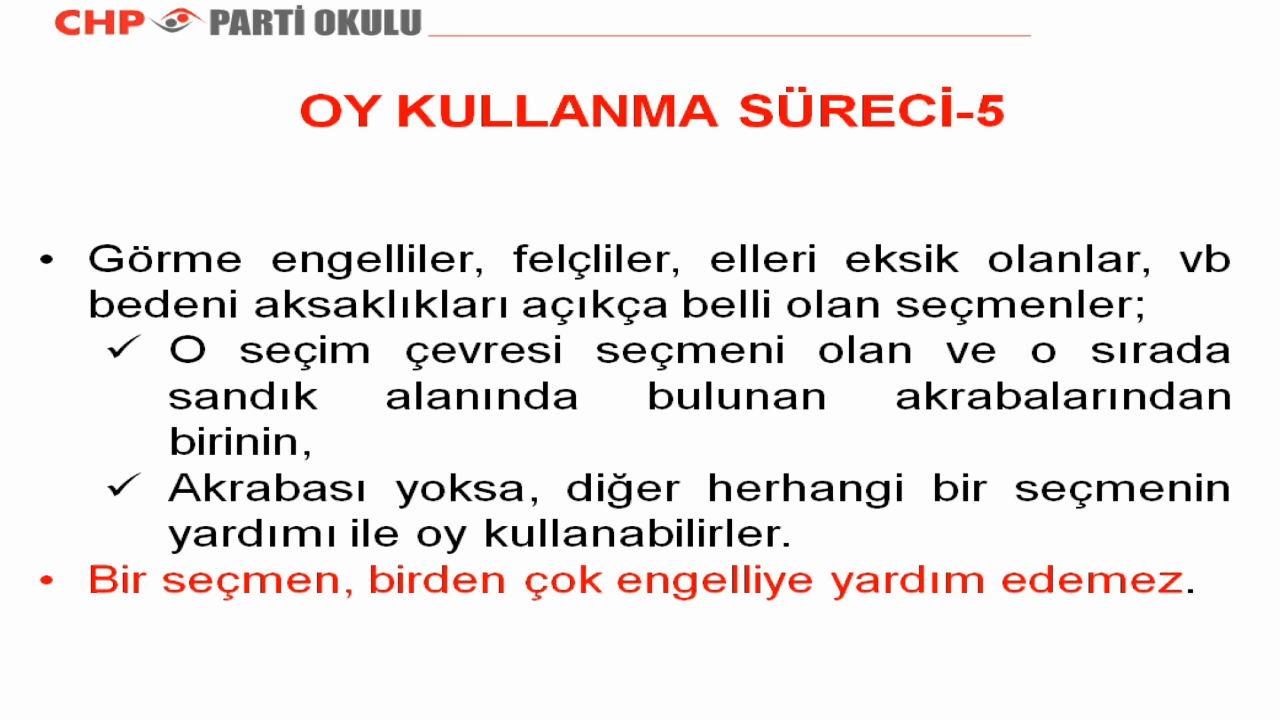 CHP PARTİ OKULU
OY KULLANMA SÜRECİ-5
• Görme engelliler, felçliler, elleri eksik olanlar, vb
bedeni aksaklıkları açıkça belli olan seçmenler;
✓ O seçim çevresi seçmeni olan ve o sırada
sandık alanında bulunan akrabalarından
birinin,
✓ Akrabası yoksa, diğer herhangi bir seçmenin
yardımı ile oy kullanabilirler.
• Bir seçmen, birden çok engelliye yardım edemez.